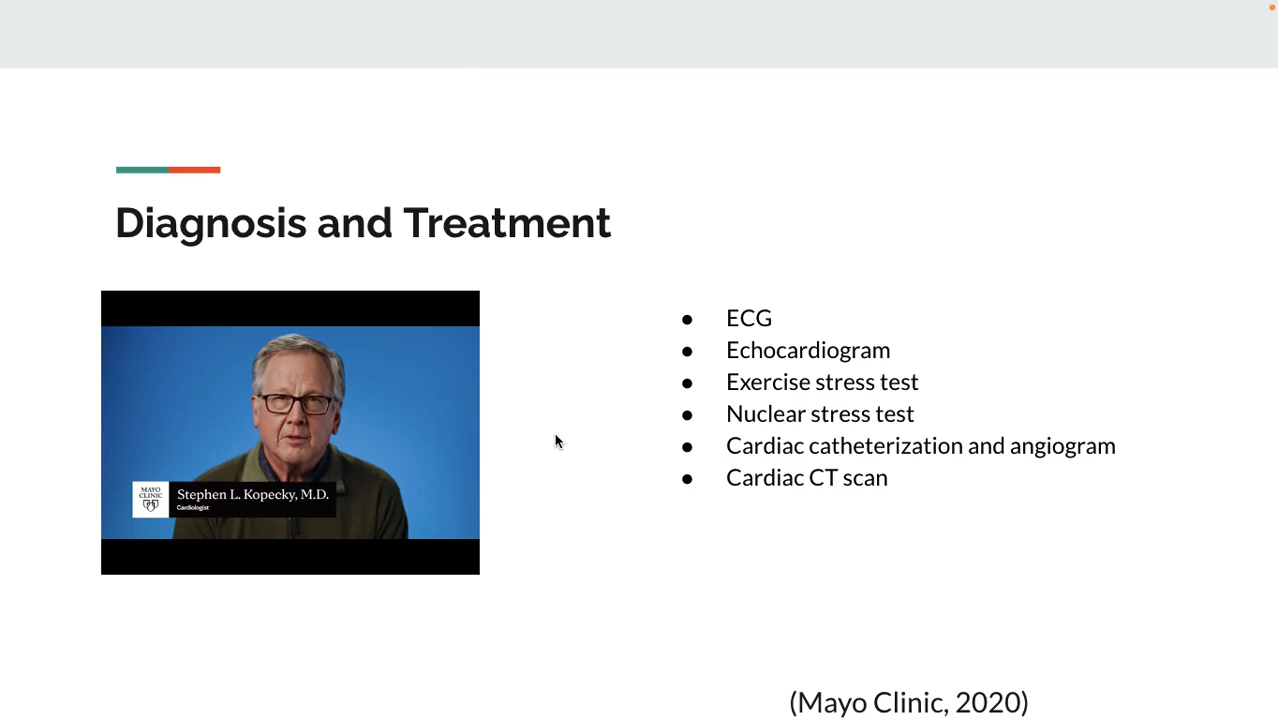 Diagnosis and Treatment
MAYO
CLINIC
Stephen L. Kopecky, M.D.
Cardiologist
● ECG
● Echocardiogram
● Exercise stress test
● Nuclear stress test
● Cardiac catheterization and angiogram
● Cardiac CT scan
(Mayo Clinic, 2020)